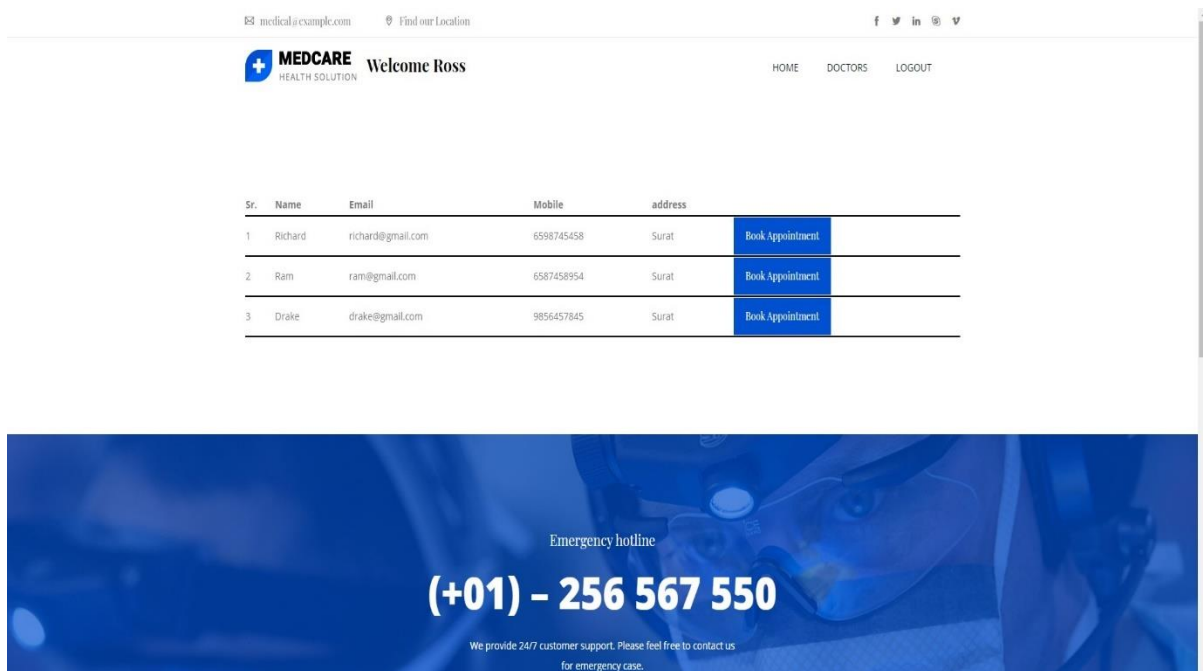 medical@example.com Find our Location
MEDCARE
HEALTH SOLUTION
Welcome Ross
HOME DOCTORS LOGOUT
Sr. Name Email Mobile address
1 Richard richard@gmail.com 6598745458 Surat Book Appointment
2 Ram ram@gmail.com 6587458954 Surat Book Appointment
3 Drake drake@gmail.com 9856457845 Surat Book Appointment
Emergency hotline
(+01) – 256 567 550
We provide 24/7 customer support. Please feel free to contact us
for emergency case.